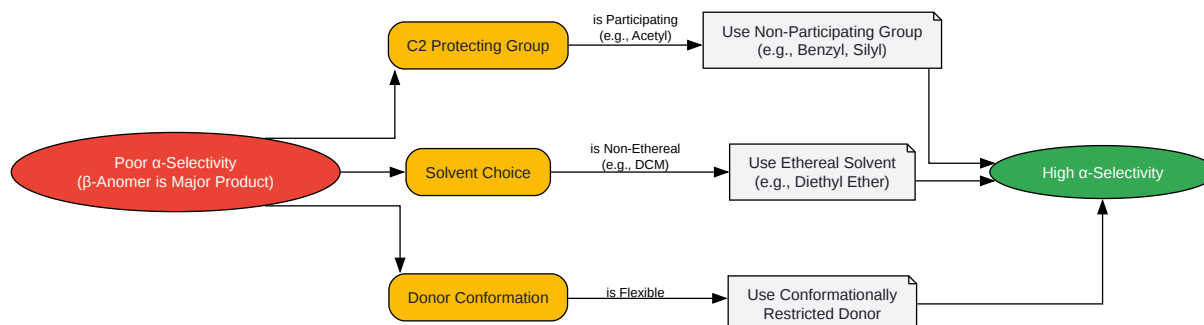 Poor α-Selectivity
(β-Anomer is Major Product)
C2 Protecting Group
is Participating
(e.g., Acetyl)
Use Non-Participating Group
(e.g., Benzyl, Silyl)
Solvent Choice
is Non-Ethereal
(e.g., DCM)
Use Ethereal Solvent
(e.g., Diethyl Ether)
High α-Selectivity
Donor Conformation
is Flexible
Use Conformationally
Restricted Donor